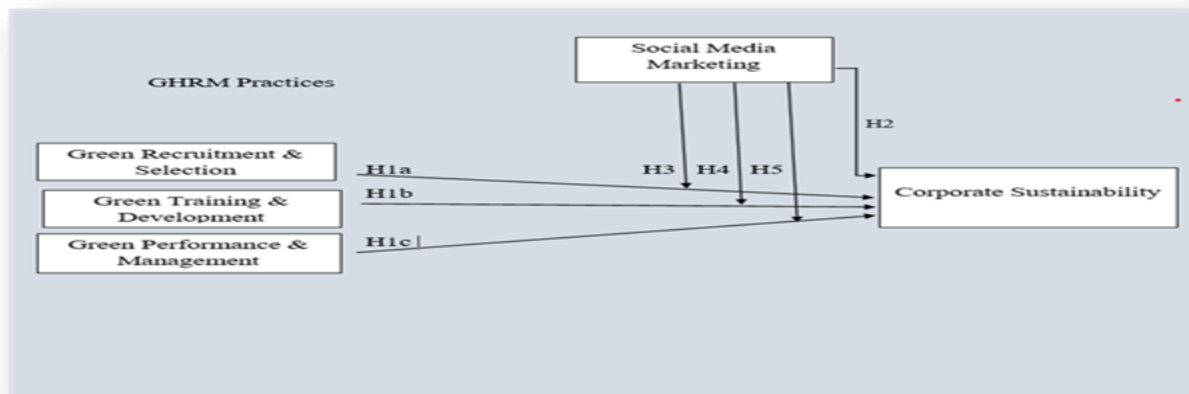 Social Media
Marketing
GHRM Practices
H2
Green Recruitment &
Selection
H1a
H3 H4 H5
Green Training &
Development
H1b
Corporate Sustainability
Green Performance &
Management
H1c